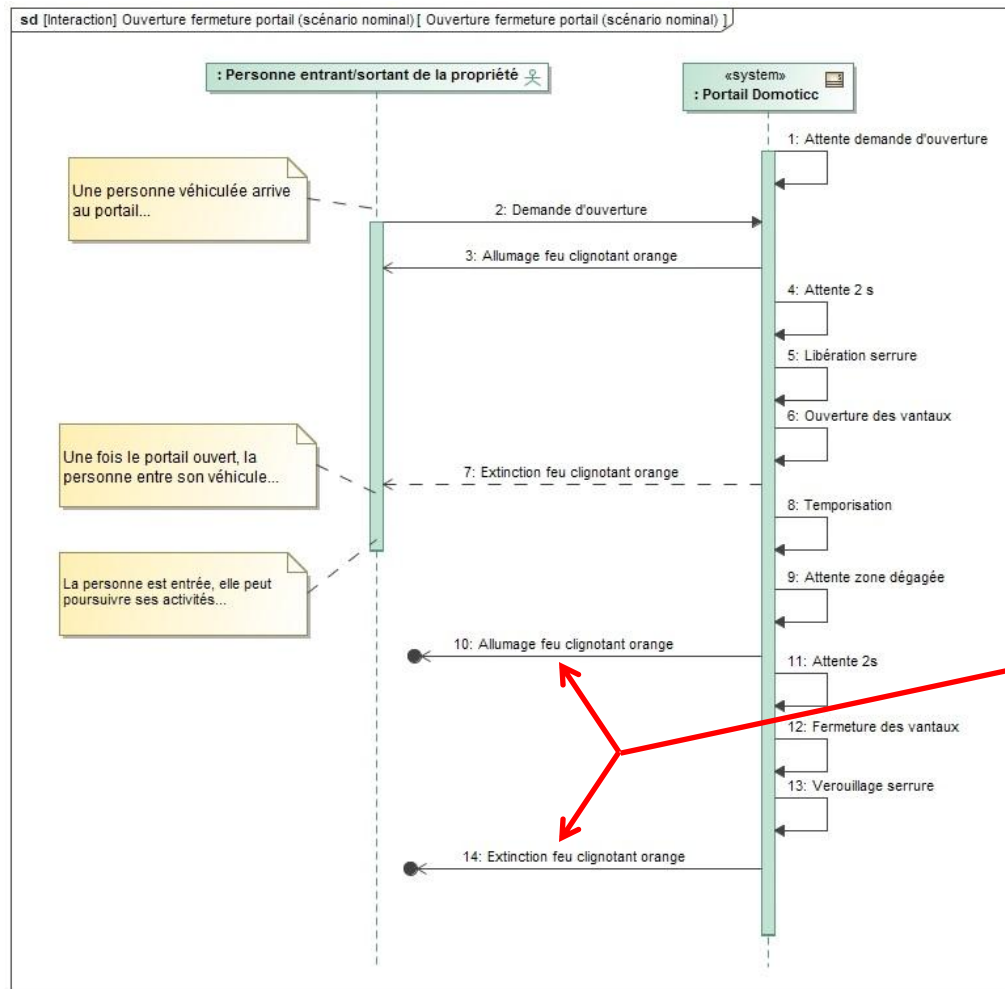 sd [Interaction] Ouverture fermeture portail (scénario nominal) [ Ouverture fermeture portail (scénario nominal) ]
: Personne entrant/sortant de la propriété
«system»
: Portail Domoticc
1: Attente demande d'ouverture
Une personne véhiculée arrive
au portail...
2: Demande d'ouverture
3: Allumage feu clignotant orange
4: Attente 2 s
5: Libération serrure
6: Ouverture des vantaux
Une fois le portail ouvert, la
personne entre son véhicule...
7: Extinction feu clignotant orange
8: Temporisation
La personne est entrée, elle peut
poursuivre ses activités...
9: Attente zone dégagée
10: Allumage feu clignotant orange
11: Attente 2s
12: Fermeture des vantaux
13: Verouillage serrure
14: Extinction feu clignotant orange